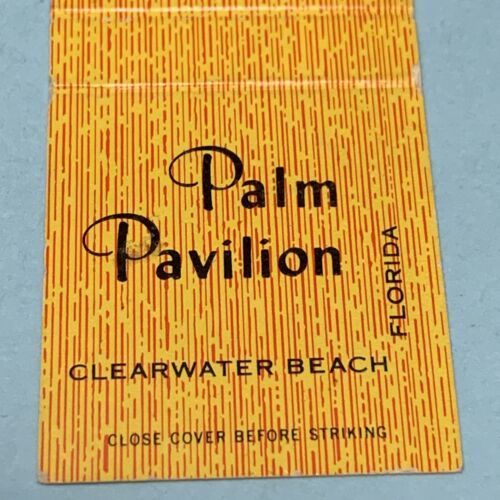 Palm
Pavilion
CLEARWATER BEACH
FLORIDA
CLOSE COVER BEFORE STRIKING